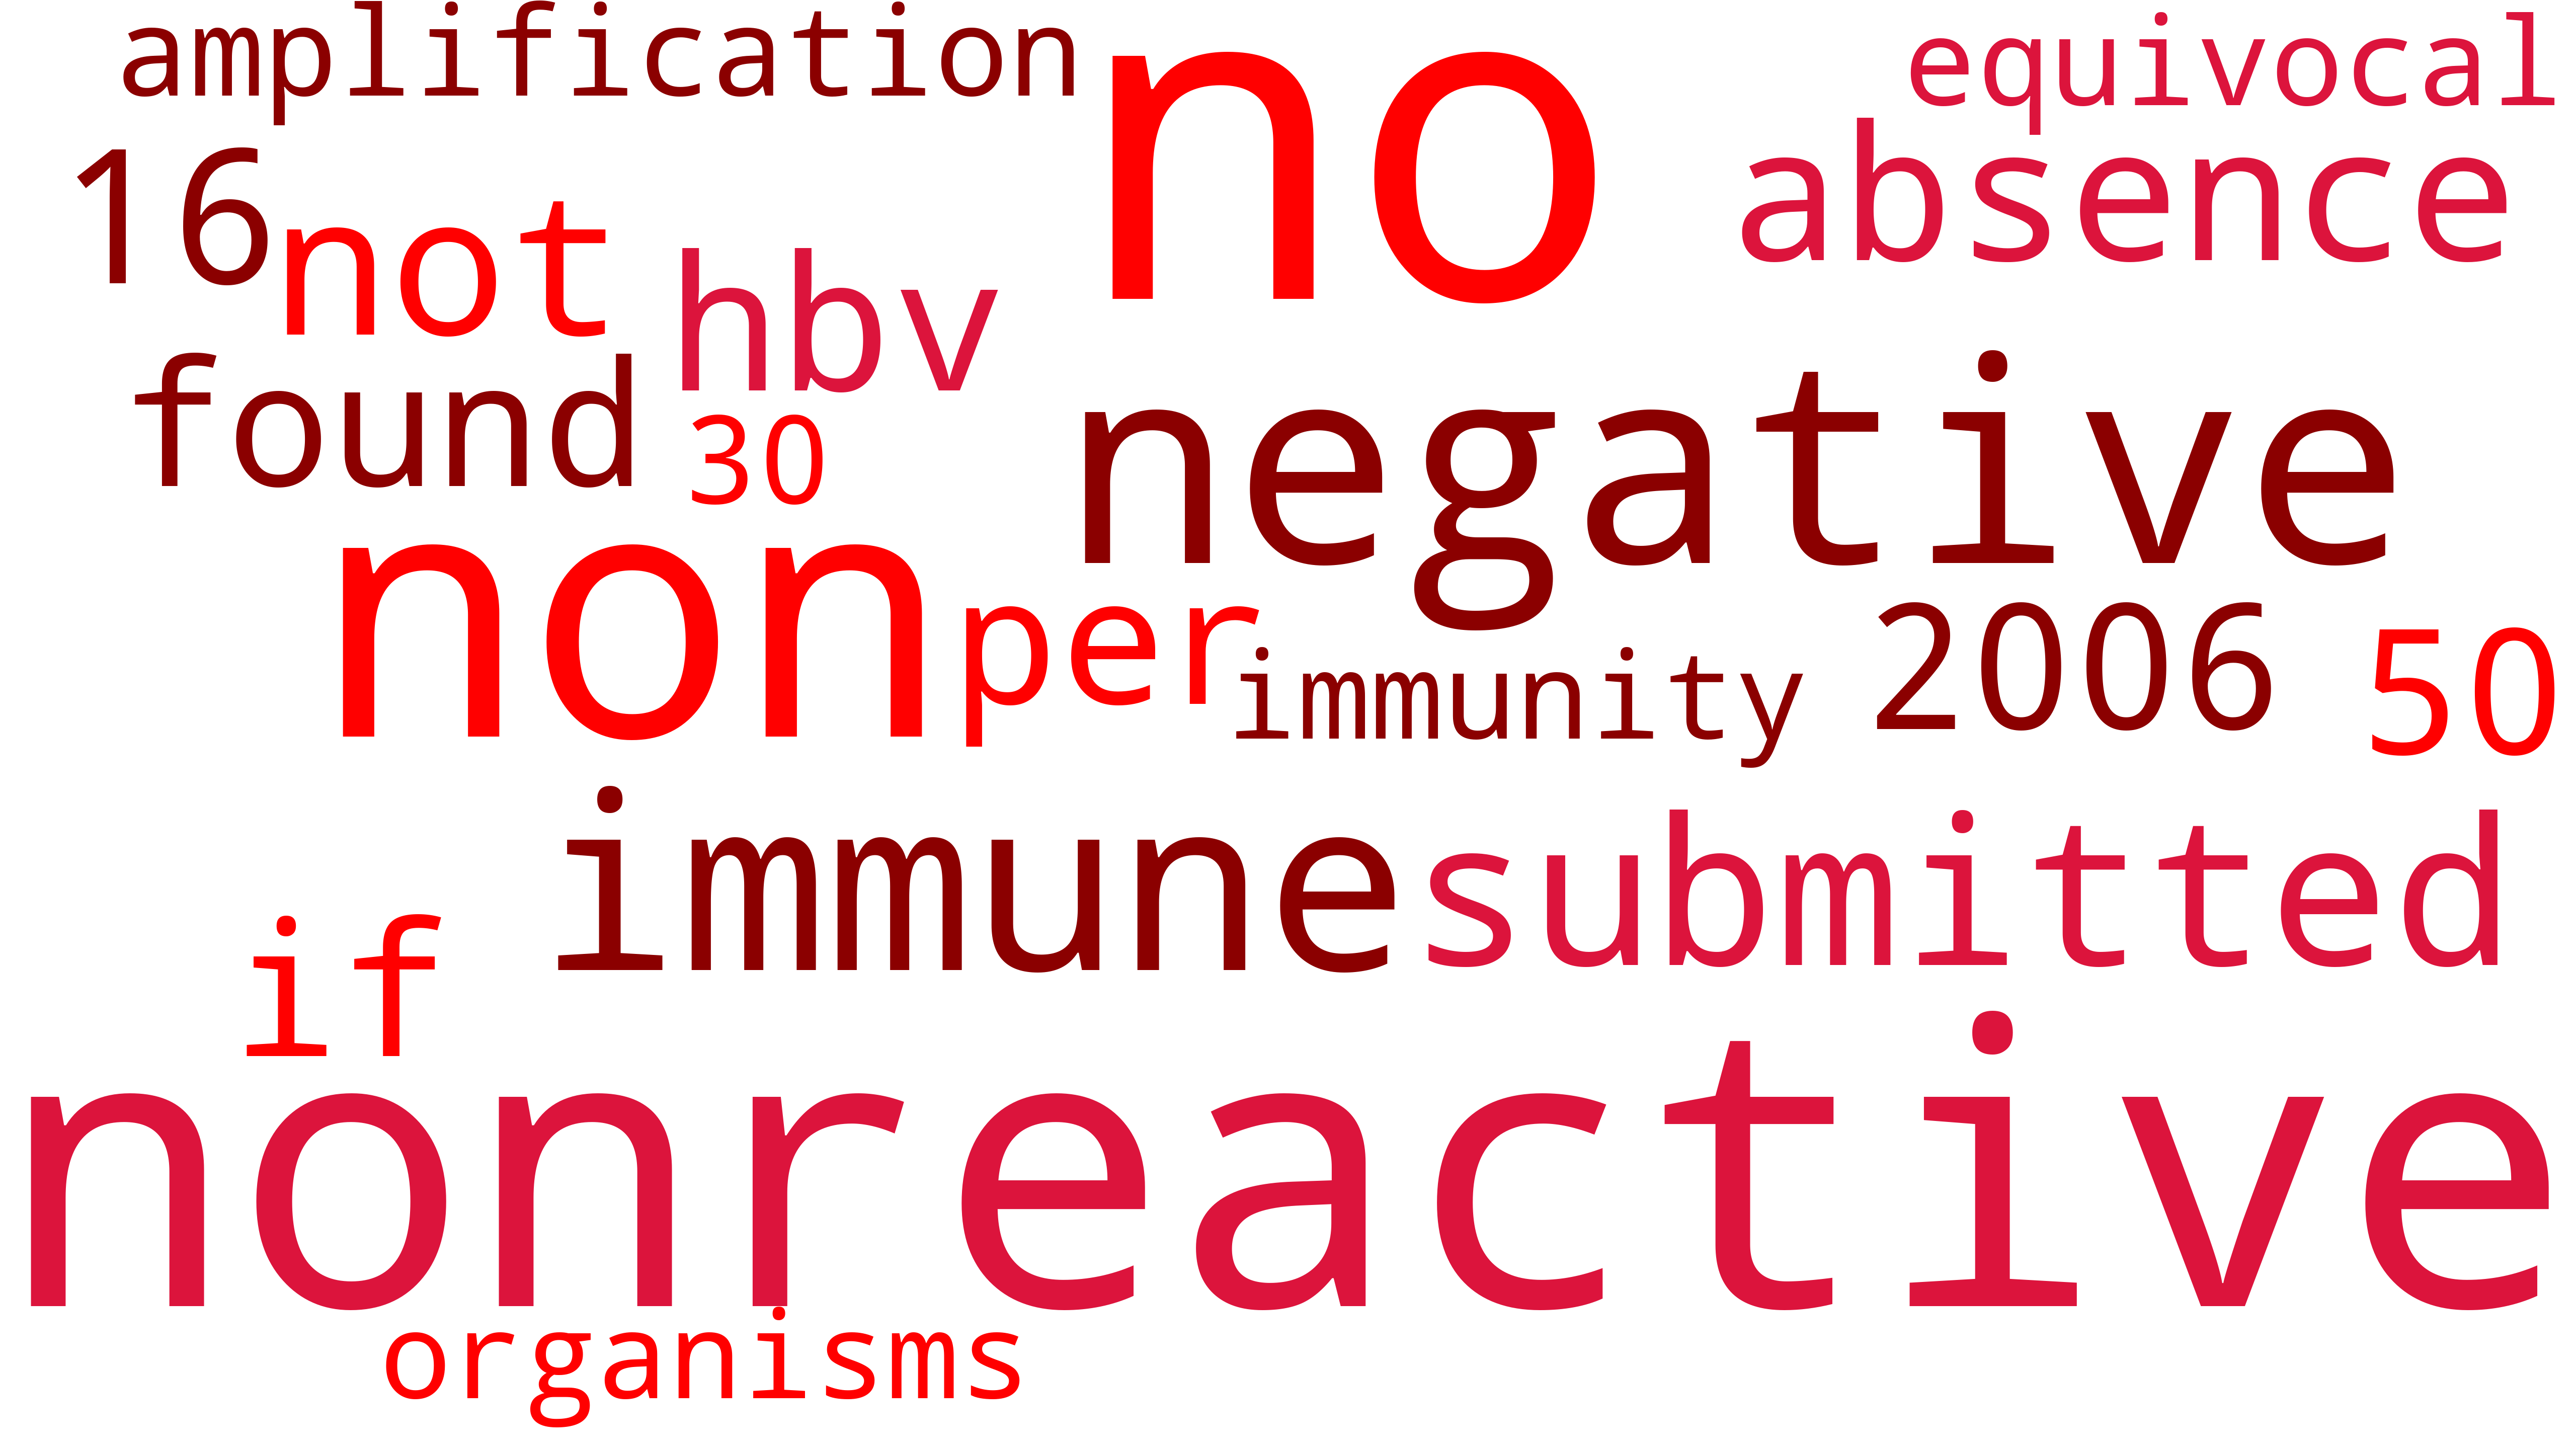 amplification
no
equivocal
absence
16
not
hbv
found
30
negative
non
per
immunity
2006
50
immune
submitted
if
nonreactive
organisms